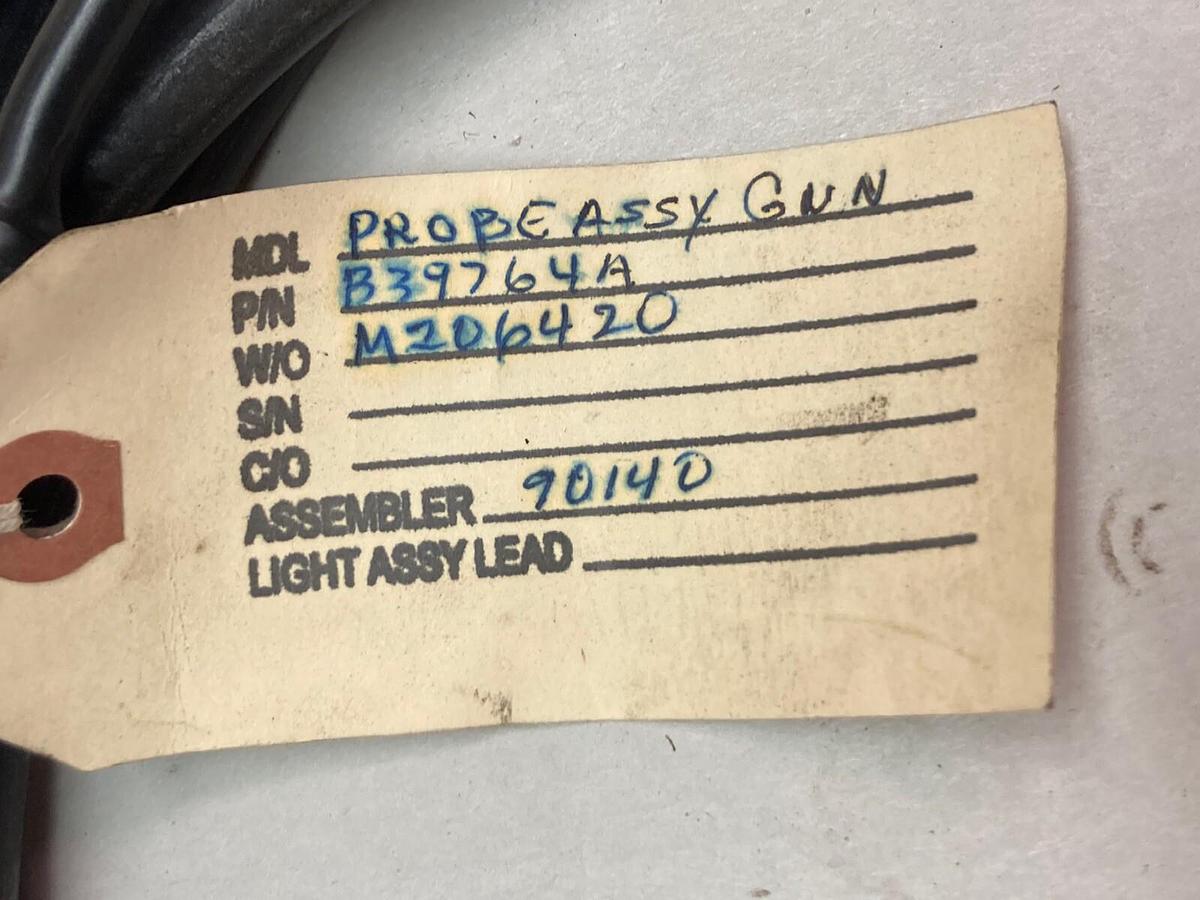 MDL PROBE ASSY GUN
P/N B39764A
W/O M206420
S/N
C/O
ASSEMBLER 90140
LIGHT ASSY LEAD